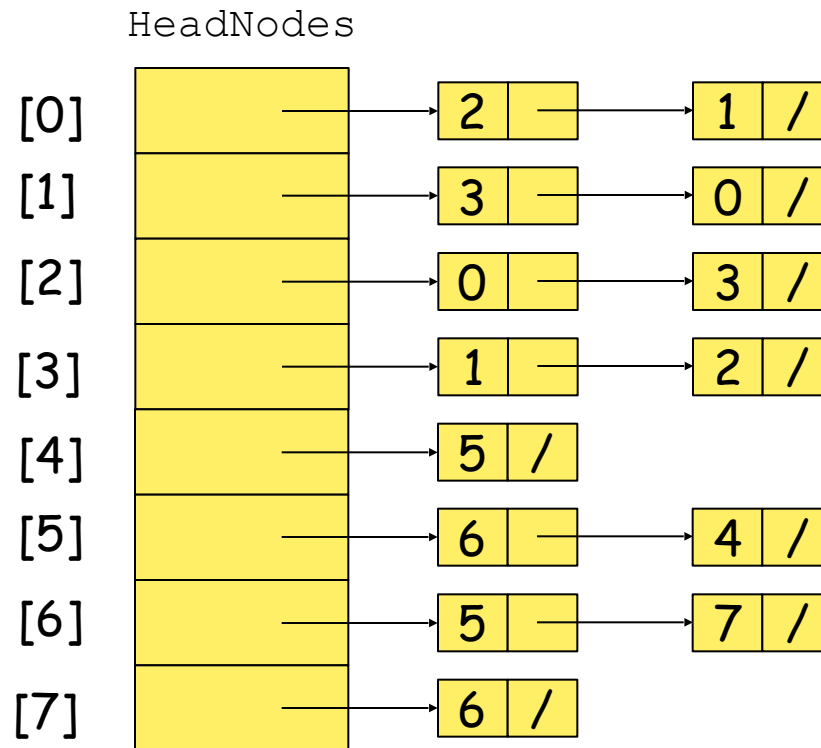 HeadNodes
[0] 2 1 /
[1] 3 0 /
[2] 0 3 /
[3] 1 2 /
[4] 5 /
[5] 6 4 /
[6] 5 7 /
[7] 6 /